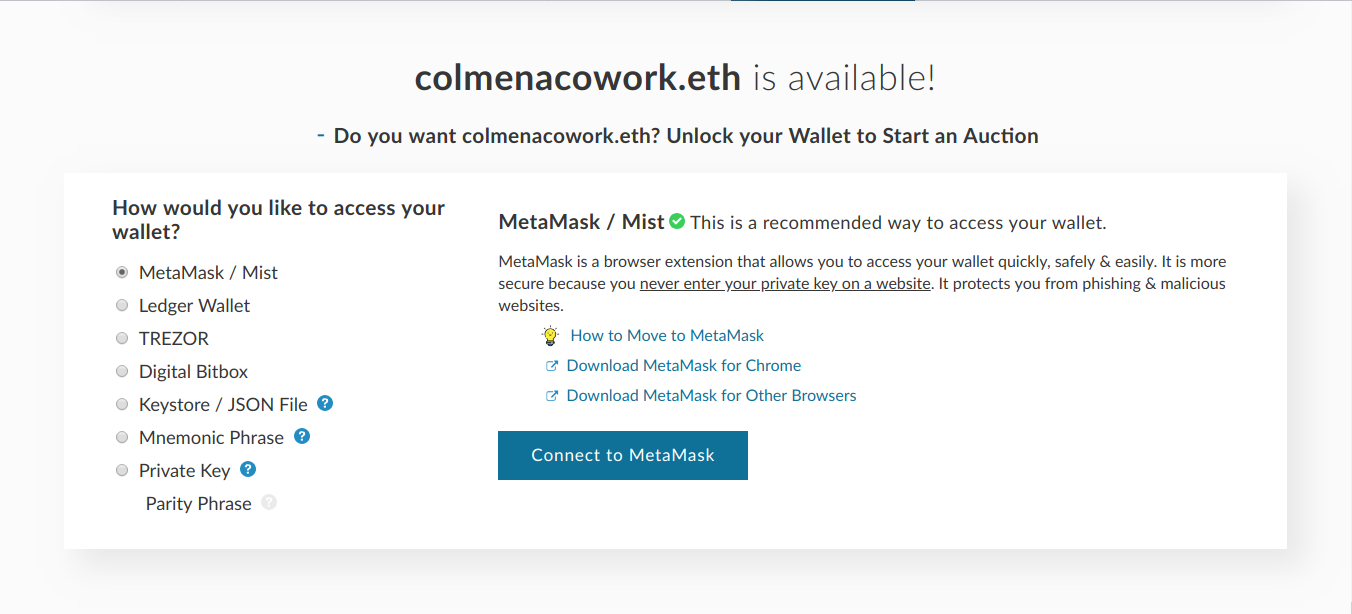 colmenacowork.eth is available!
- Do you want colmenacowork.eth? Unlock your Wallet to Start an Auction
How would you like to access your
wallet?
MetaMask / Mist
Ledger Wallet
TREZOR
Digital Bitbox
Keystore / JSON File ?
Mnemonic Phrase ?
Private Key ?
Parity Phrase ?
MetaMask / Mist This is a recommended way to access your wallet.
MetaMask is a browser extension that allows you to access your wallet quickly, safely & easily. It is more
secure because you never enter your private key on a website. It protects you from phishing & malicious
websites.
How to Move to MetaMask
Download MetaMask for Chrome
Download MetaMask for Other Browsers
Connect to MetaMask